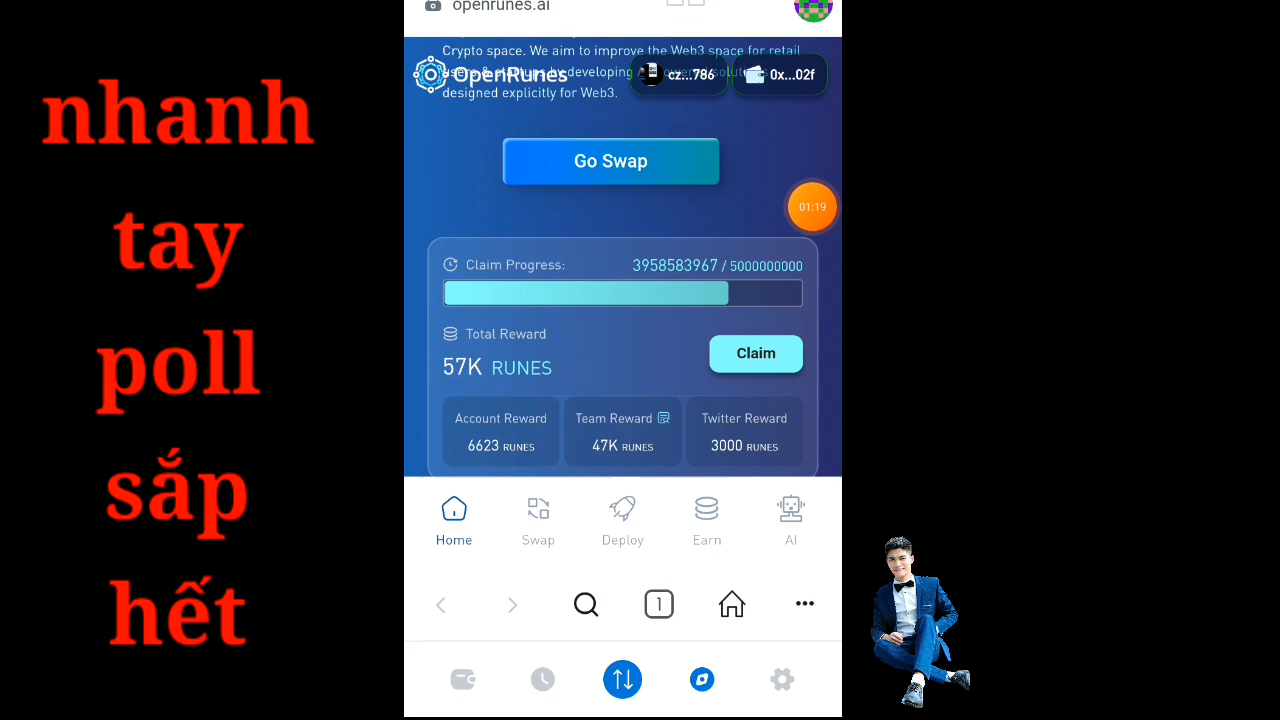 nhanh
tay
poll
sắp
hết
openrunes.ai
Crypto space. We aim to improve the Web3 space for retail
OpenRunes
cz...786
0x...02f
designed explicitly for Web3.
Go Swap
01:19
Claim Progress:
3958583967 / 5000000000
Total Reward
57K RUNES
Claim
Account Reward
Team Reward
Twitter Reward
6623 RUNES
47K RUNES
3000 RUNES
Home
Swap
Deploy
Earn
AI
1